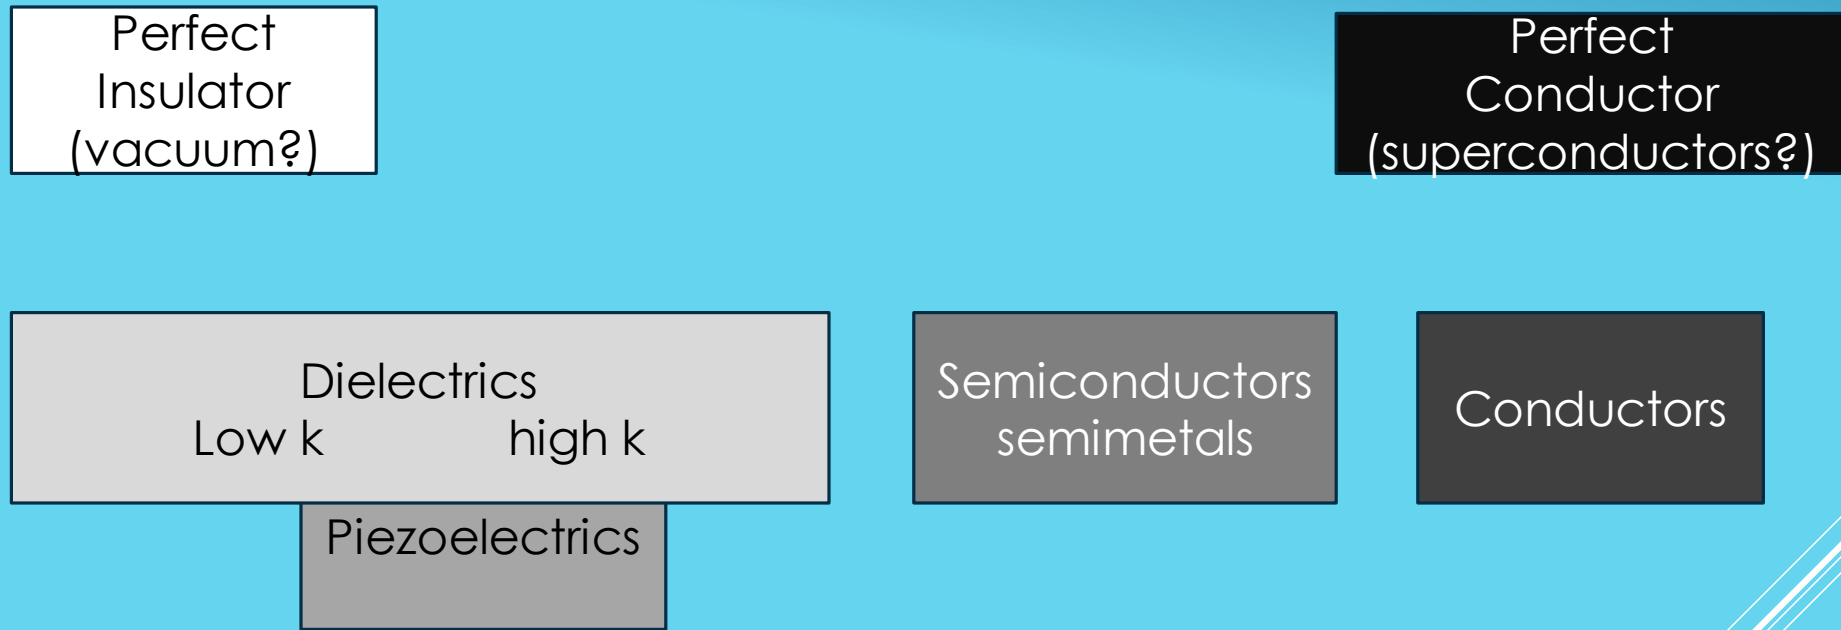 Perfect
Insulator
(vacuum?)
Perfect
Conductor
(superconductors?)
Dielectrics
Low k high k
Semiconductors
semimetals
Conductors
Piezoelectrics